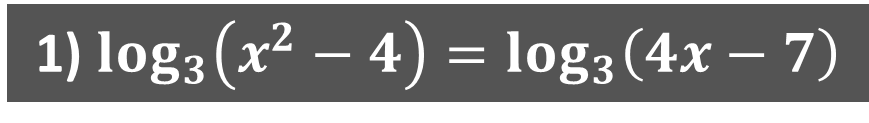 1) log₃(x² − 4) = log₃(4x − 7)